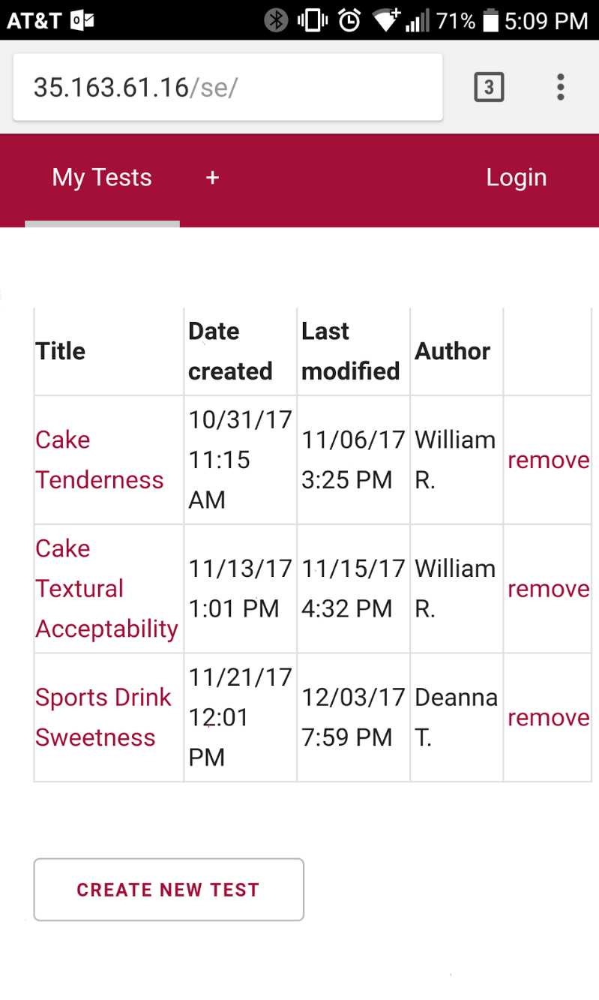 AT&T 71% 5:09 PM
35.163.61.16/se/ 3
My Tests + Login
Title Date created Last modified Author
Cake Tenderness 10/31/17 11:15 AM 11/06/17 3:25 PM William R. remove
Cake Textural Acceptability 11/13/17 1:01 PM 11/15/17 4:32 PM William R. remove
Sports Drink Sweetness 11/21/17 12:01 PM 12/03/17 7:59 PM Deanna T. remove
CREATE NEW TEST